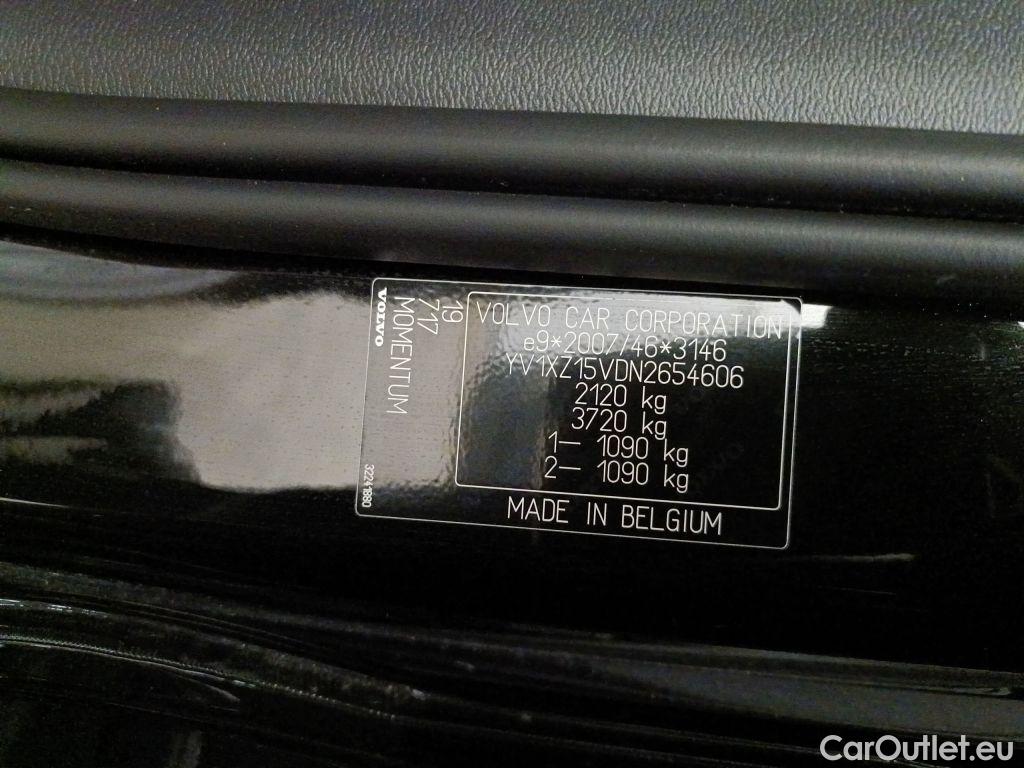 VOLVO
MOMENTUM
717
19
32241880
VOLVO CAR CORPORATION
e9*2007/46*3146
YV1XZ15VDN2654606
2120 kg
3720 kg
1– 1090 kg
2– 1090 kg
MADE IN BELGIUM
CarOutlet.eu